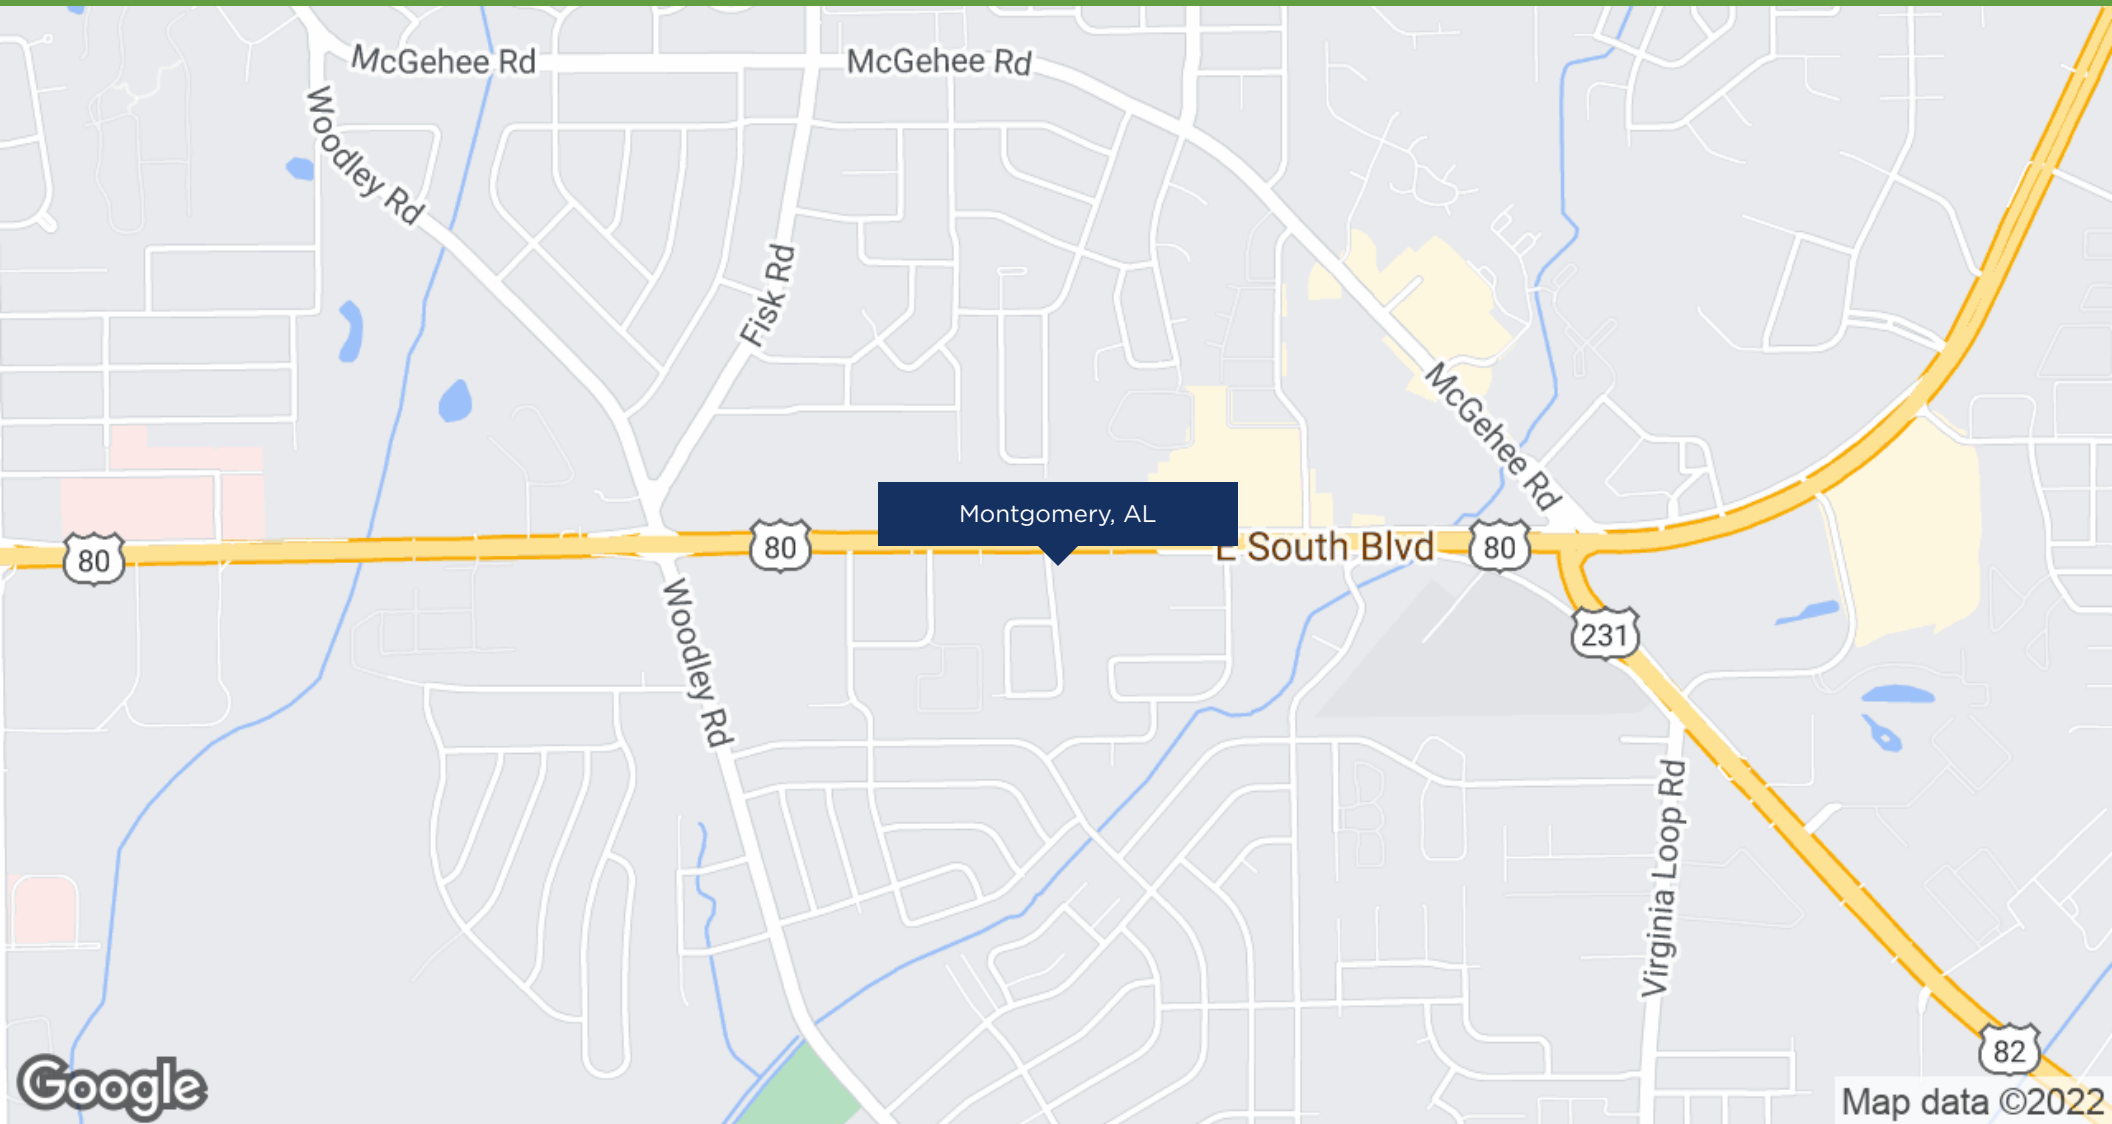 McGehee Rd
McGehee Rd
Woodley Rd
Fisk Rd
McGehee Rd
Montgomery, AL
80
80
E South Blvd
80
231
Woodley Rd
Virginia Loop Rd
82
Google
Map data ©2022